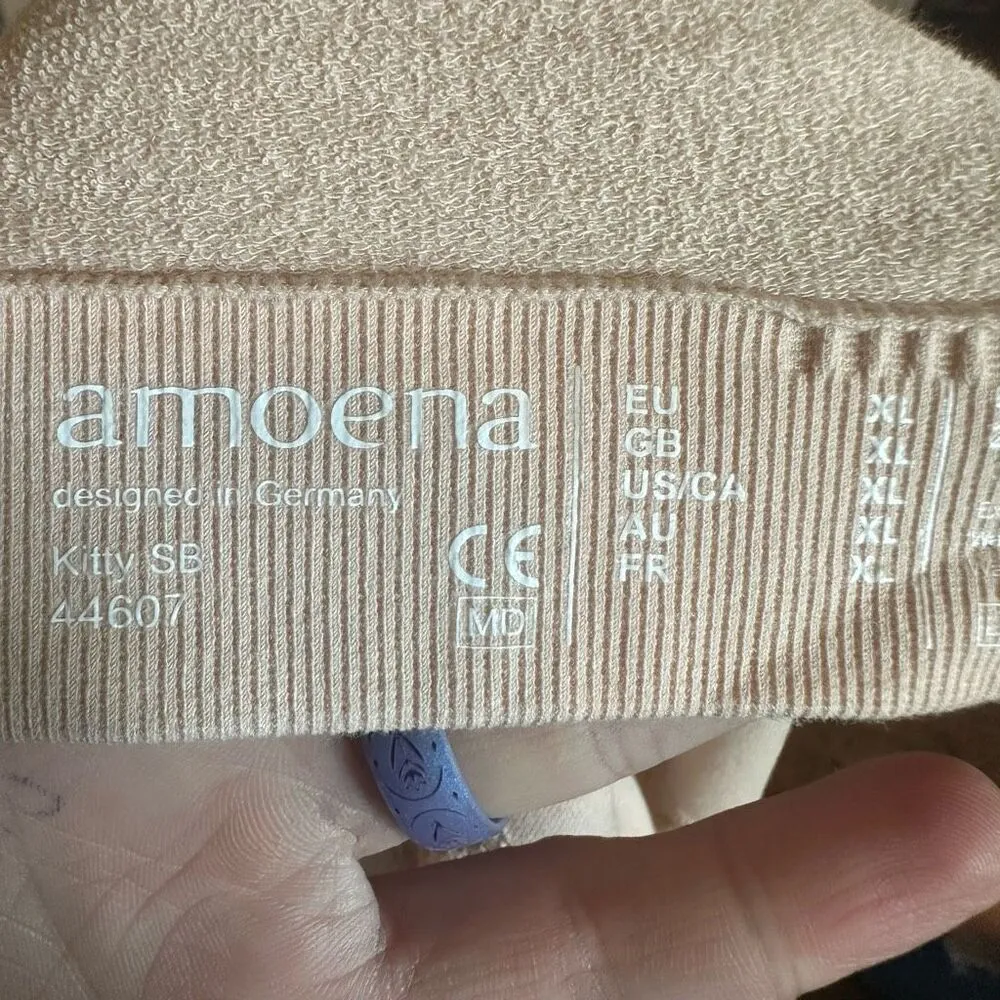 amoena
designed in Germany
Kitty SB
44607
CE
MD
EU XL
GB XL
US/CA XL
AU XL
FR XL